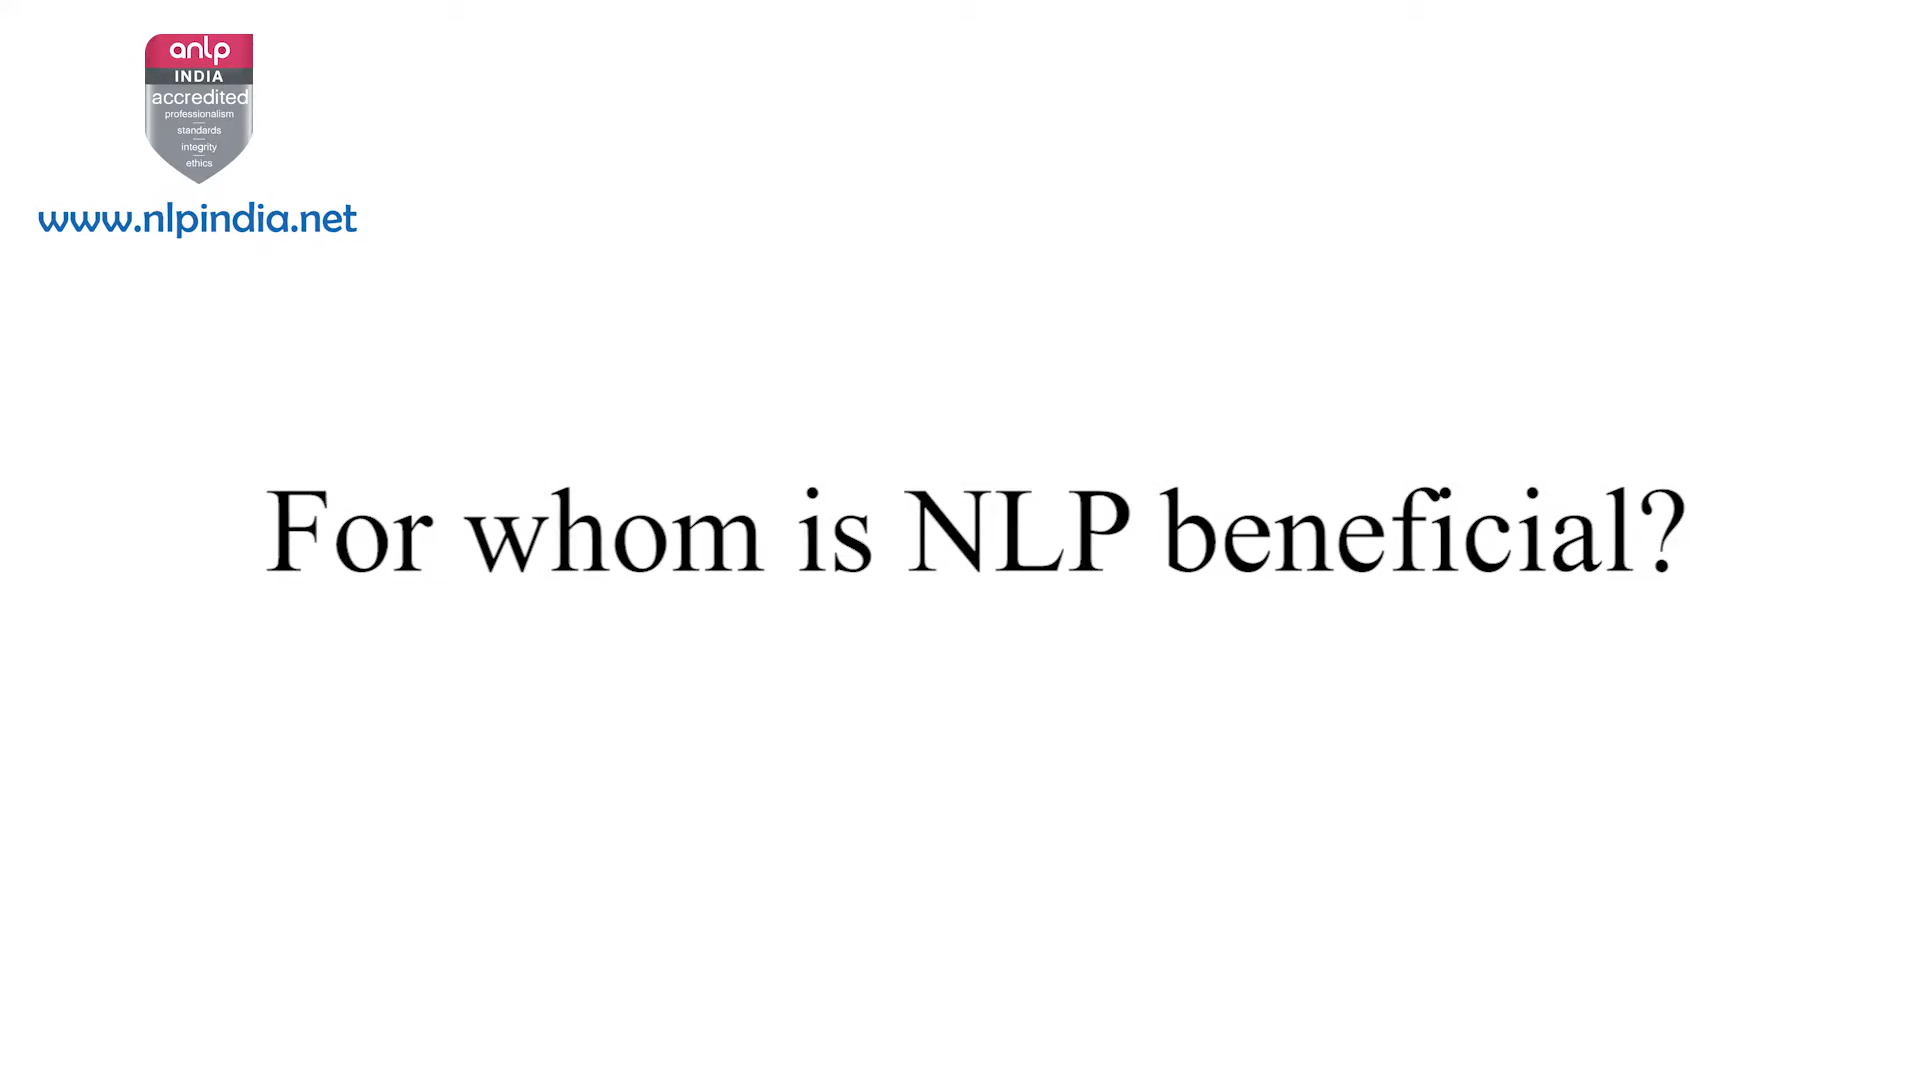 anlp
INDIA
accredited
professionalism
standards
integrity
ethics
www.nlpindia.net
For whom is NLP beneficial?